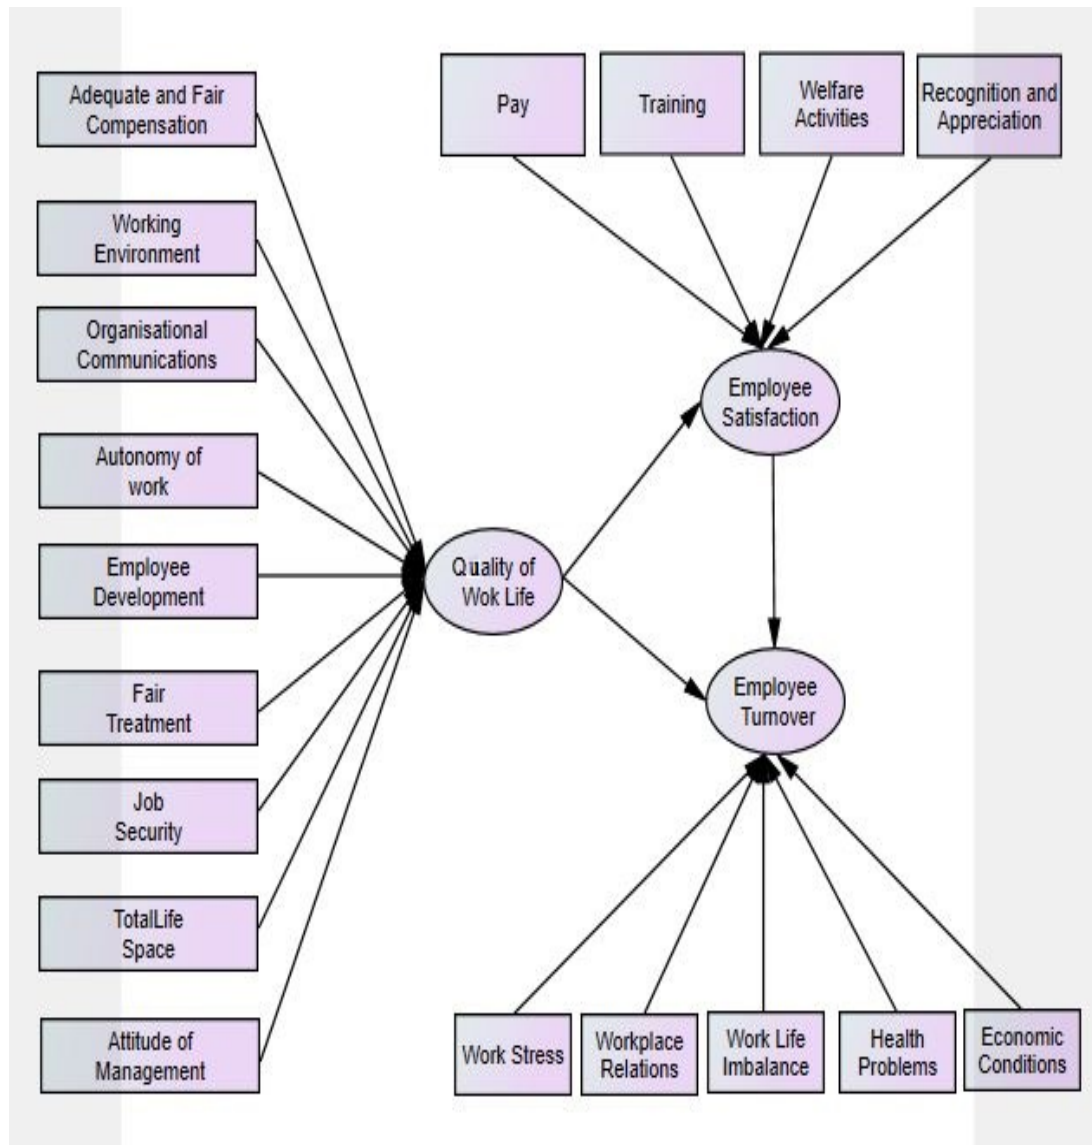 Adequate and Fair
Compensation
Working
Environment
Organisational
Communications
Autonomy of
work
Employee
Development
Fair
Treatment
Job
Security
TotalLife
Space
Attitude of
Management
Quality of
Wok Life
Pay
Training
Welfare
Activities
Recognition and
Appreciation
Employee
Satisfaction
Employee
Turnover
Work Stress
Workplace
Relations
Work Life
Imbalance
Health
Problems
Economic
Conditions